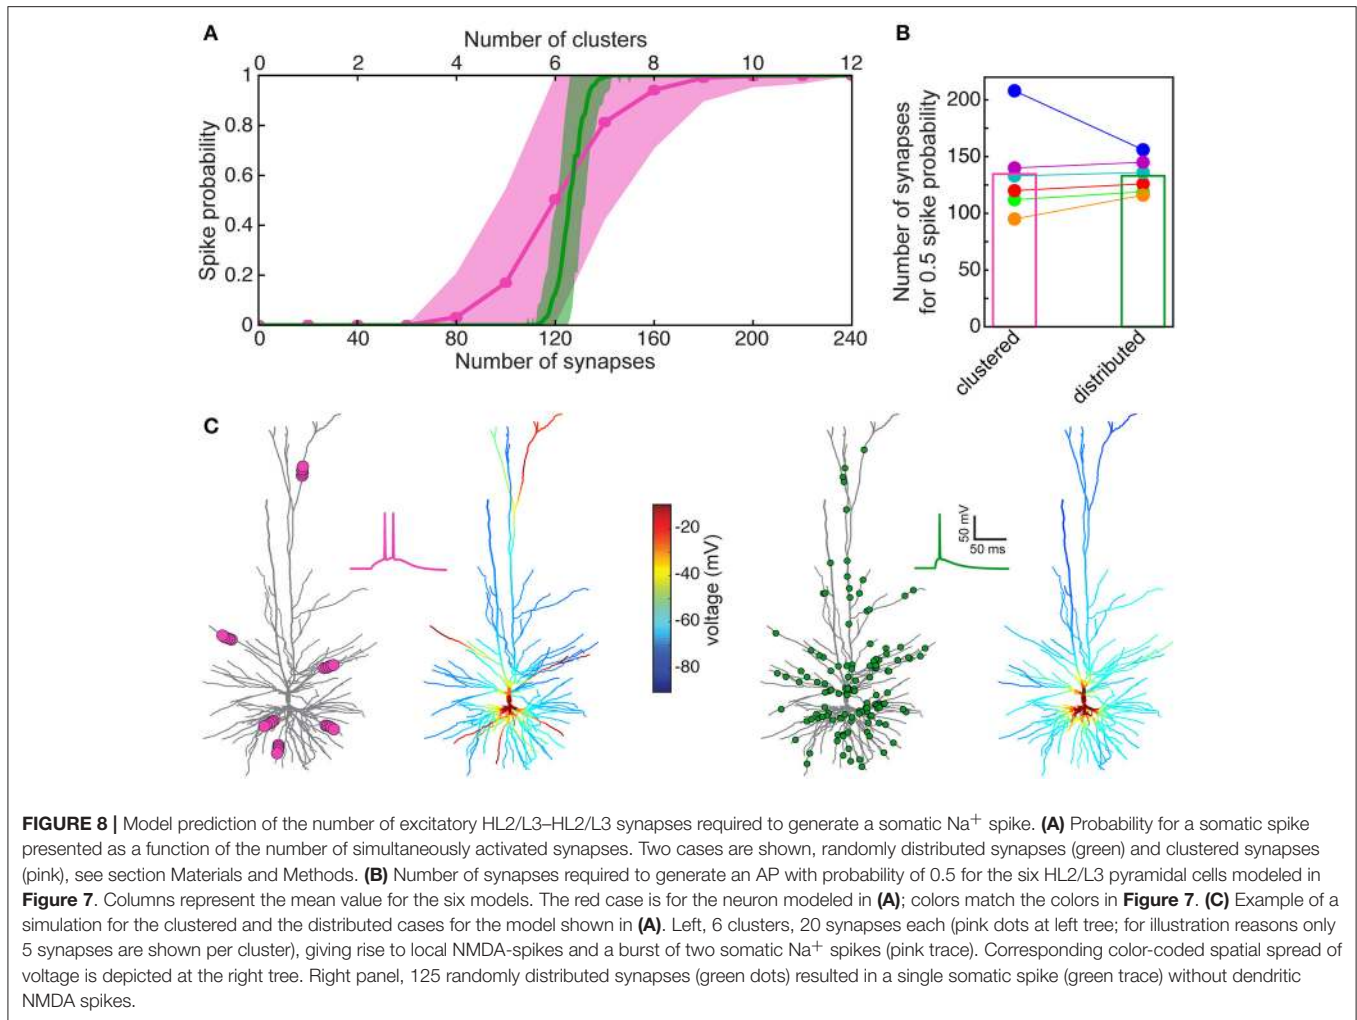 A
Number of clusters
0 2 4 6 8 10 12
Spike probability
1
0.8
0.6
0.4
0.2
0
0 40 80 120 160 200 240
Number of synapses
B
Number of synapses
for 0.5 spike probability
200
150
100
50
0
clustered
distributed
C
-20
-40
-60
-80
voltage (mV)
50 mV
50 ms
FIGURE 8 | Model prediction of the number of excitatory HL2/L3–HL2/L3 synapses required to generate a somatic Na+ spike. (A) Probability for a somatic spike
presented as a function of the number of simultaneously activated synapses. Two cases are shown, randomly distributed synapses (green) and clustered synapses
(pink), see section Materials and Methods. (B) Number of synapses required to generate an AP with probability of 0.5 for the six HL2/L3 pyramidal cells modeled in
Figure 7. Columns represent the mean value for the six models. The red case is for the neuron modeled in (A); colors match the colors in Figure 7. (C) Example of a
simulation for the clustered and the distributed cases for the model shown in (A). Left, 6 clusters, 20 synapses each (pink dots at left tree; for illustration reasons only
5 synapses are shown per cluster), giving rise to local NMDA-spikes and a burst of two somatic Na+ spikes (pink trace). Corresponding color-coded spatial spread of
voltage is depicted at the right tree. Right panel, 125 randomly distributed synapses (green dots) resulted in a single somatic spike (green trace) without dendritic
NMDA spikes.